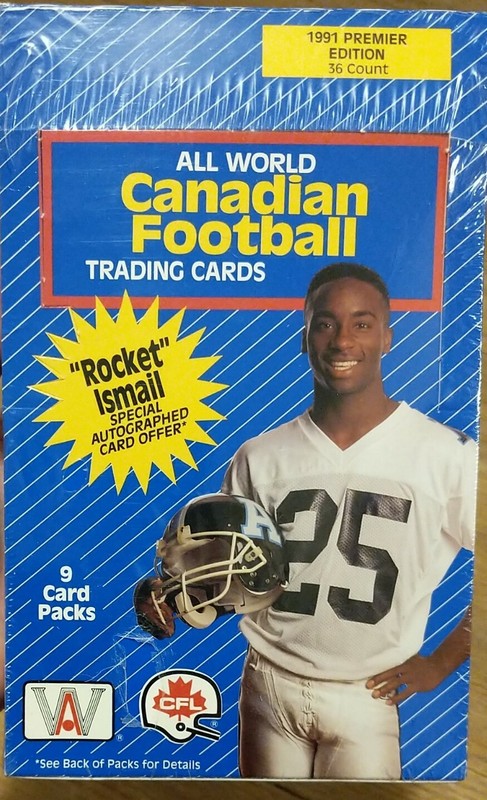 1991 PREMIER
EDITION
36 Count
ALL WORLD
Canadian
Football
TRADING CARDS
"Rocket"
Ismail
SPECIAL
AUTOGRAPHED
CARD OFFER*
A
25
9
Card
Packs
WAW
®
CFL
®
*See Back of Packs for Details